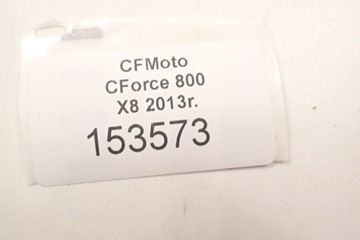 CFMoto
CForce 800
X8 2013r.
153573